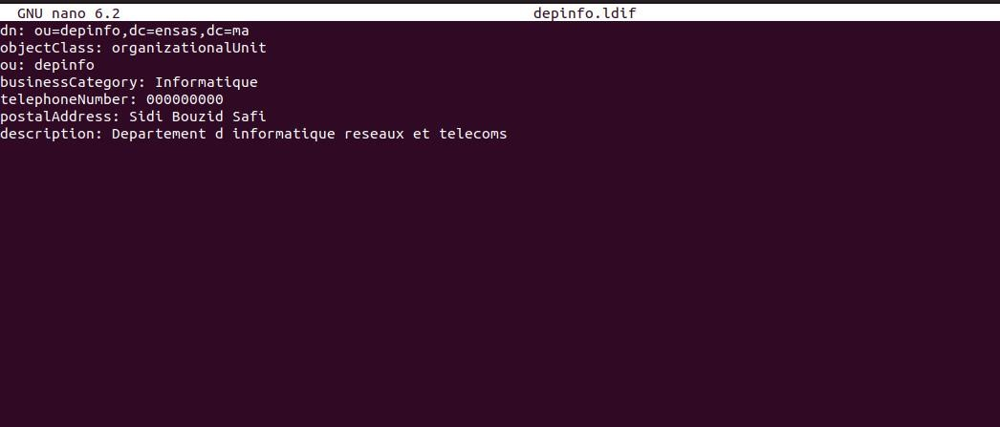 GNU nano 6.2 depinfo.ldif
dn: ou=depinfo,dc=ensas,dc=ma
objectClass: organizationalUnit
ou: depinfo
businessCategory: Informatique
telephoneNumber: 000000000
postalAddress: Sidi Bouzid Safi
description: Departement d informatique reseaux et telecoms